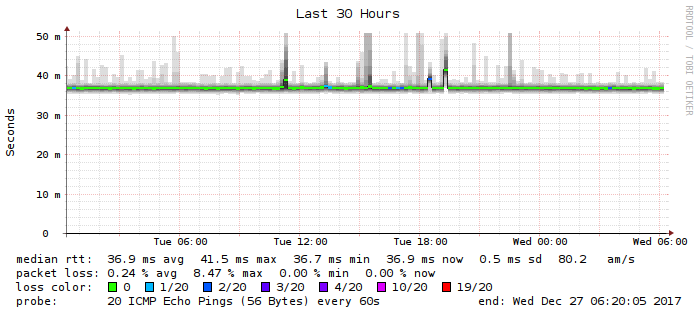 Last 30 Hours
RRDTOOL / TOBI OETIKER
Seconds
50 m
40 m
30 m
20 m
10 m
0
Tue 06:00 Tue 12:00 Tue 18:00 Wed 00:00 Wed 06:00
median rtt: 36.9 ms avg 41.5 ms max 36.7 ms min 36.9 ms now 0.5 ms sd 80.2 am/s
packet loss: 0.24 % avg 8.47 % max 0.00 % min 0.00 % now
loss color: 0 1/20 2/20 3/20 4/20 10/20 19/20
probe: 20 ICMP Echo Pings (56 Bytes) every 60s end: Wed Dec 27 06:20:05 2017